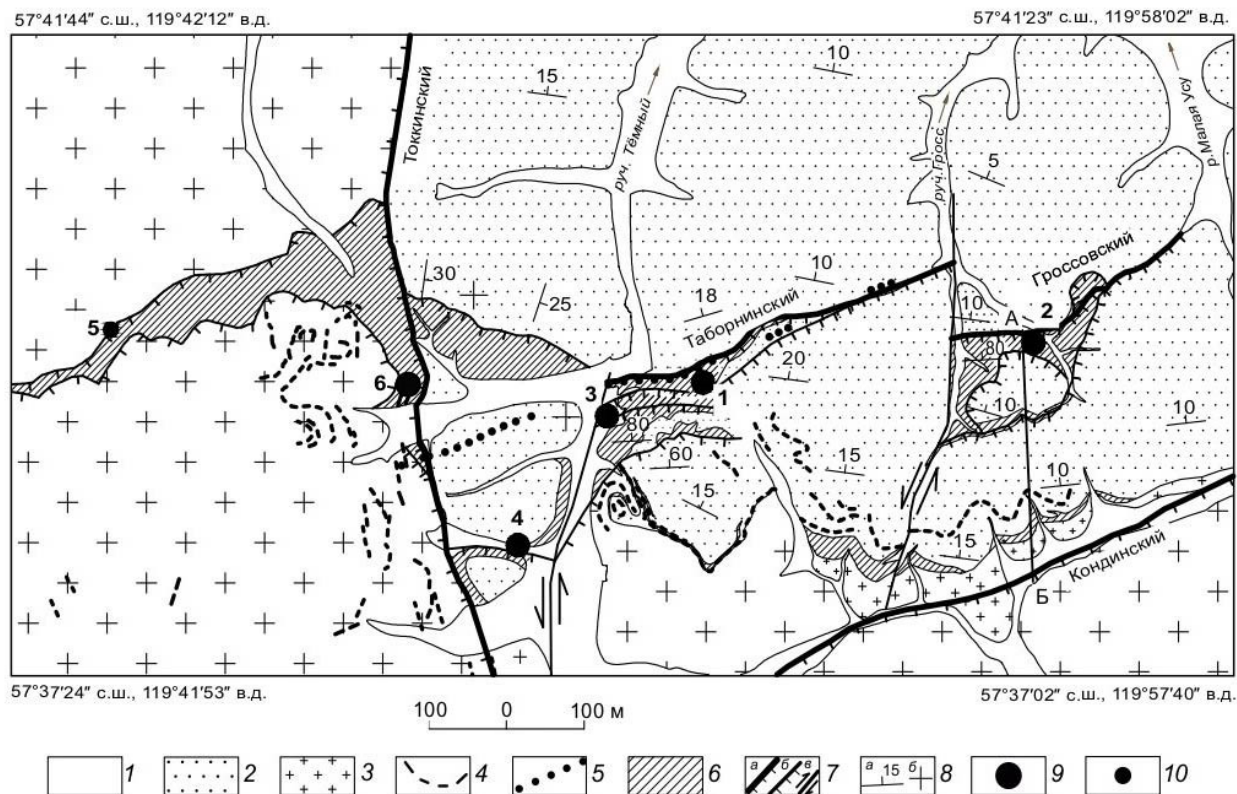 57°41′44″ с.ш., 119°42′12″ в.д. 57°41′23″ с.ш., 119°58′02″ в.д.
Токкинский
15
руч. Тёмный
10
руч.Гросс
5
р. Малая Усу
30
25
18
10
Таборнинский
10
А
2
Гроссовский
5
6
3
1
20
80
80
10
60
15
15
10
10
4
15
Б
Кондинский
57°37′24″ с.ш., 119°41′53″ в.д. 57°37′02″ с.ш., 119°57′40″ в.д.
100 0 100 м
1 2 3 4 5 6 а б в 7 а 15 б 8 9 10